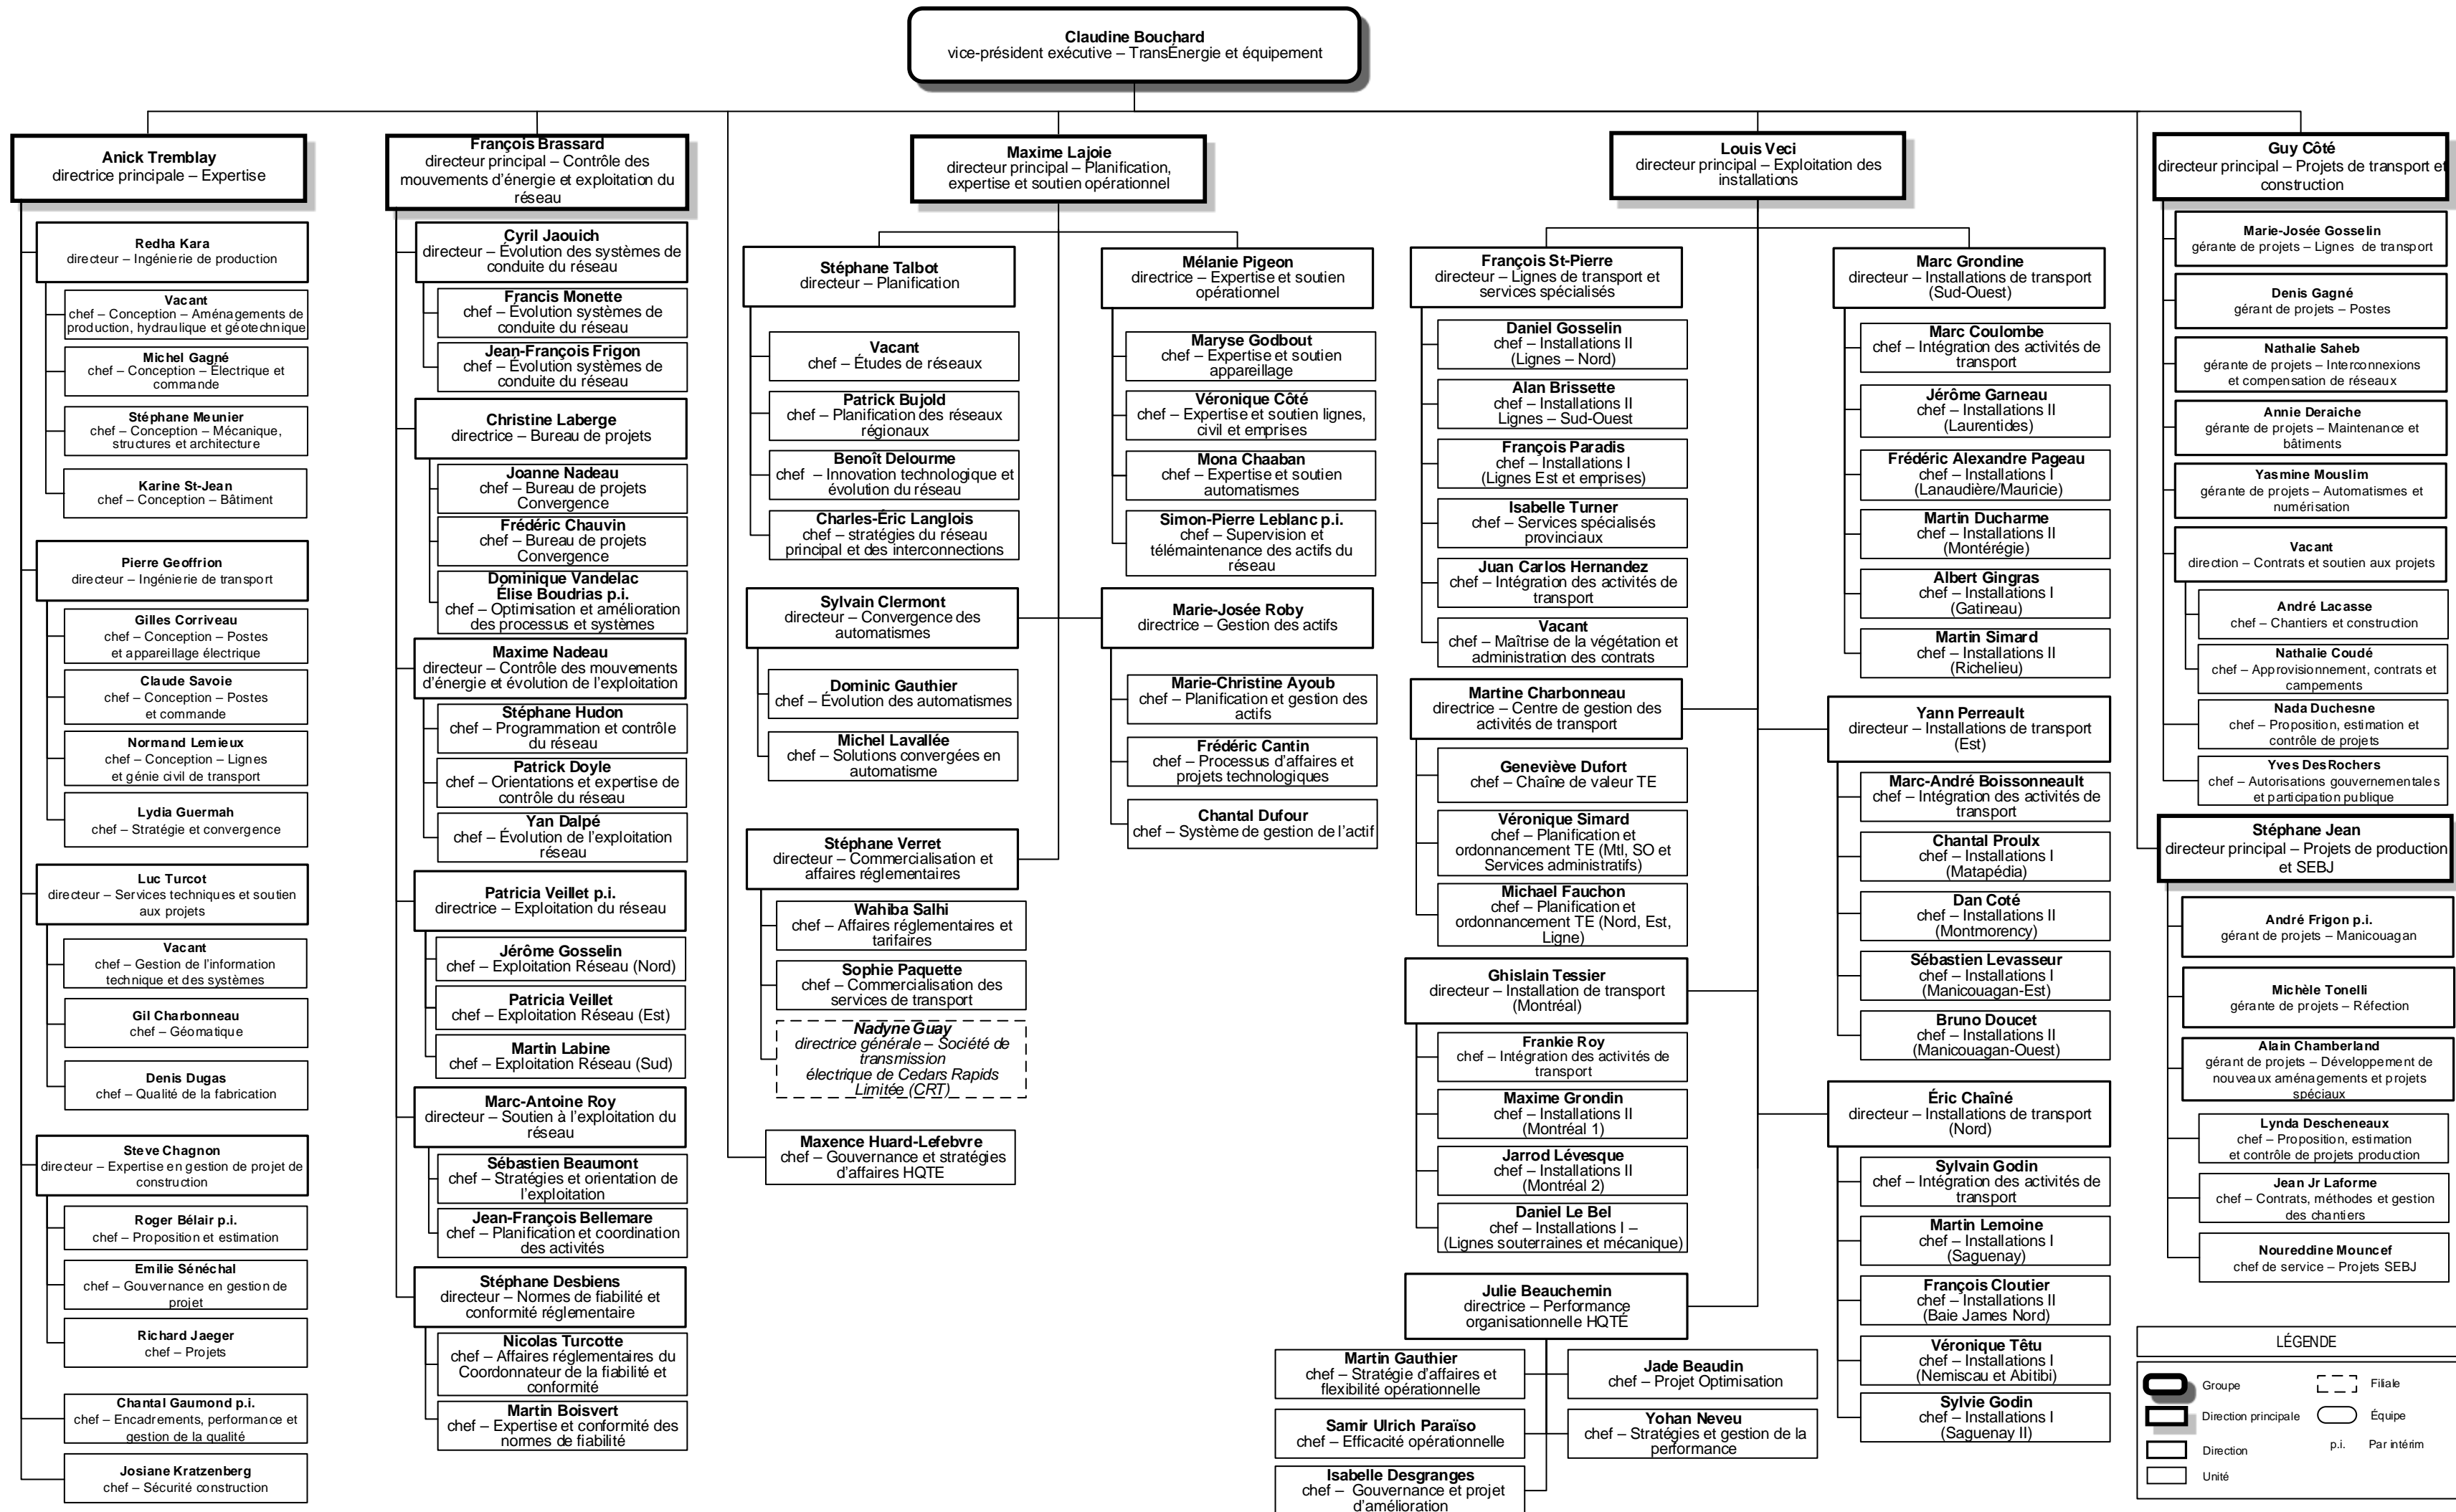 Claudine Bouchard
vice-président exécutive – TransÉnergie et équipement
Anick Tremblay
directrice principale – Expertise
Redha Kara
directeur – Ingénierie de production
Vacant
chef – Conception – Aménagements de
production, hydraulique et géotechnique
Michel Gagné
chef – Conception – Électrique et
commande
Stéphane Meunier
chef – Conception – Mécanique,
structures et architecture
Karine St-Jean
chef – Conception – Bâtiment
Pierre Geoffrion
directeur – Ingénierie de transport
Gilles Corriveau
chef – Conception – Postes
et appareillage électrique
Claude Savoie
chef – Conception – Postes
et commande
Normand Lemieux
chef – Conception – Lignes
et génie civil de transport
Lydia Guermah
chef – Stratégie et convergence
Luc Turcot
directeur – Services techniques et soutien
aux projets
Vacant
chef – Gestion de l'information
technique et des systèmes
Gil Charbonneau
chef – Géomatique
Denis Dugas
chef – Qualité de la fabrication
Steve Chagnon
directeur – Expertise en gestion de projet de
construction
Roger Bélair p.i.
chef – Proposition et estimation
Emilie Sénéchal
chef – Gouvernance en gestion de
projet
Richard Jaeger
chef – Projets
Chantal Gaumond p.i.
chef – Encadrements, performance et
gestion de la qualité
Josiane Kratzenberg
chef – Sécurité construction
François Brassard
directeur principal – Contrôle des
mouvements d'énergie et exploitation du
réseau
Cyril Jaouich
directeur – Évolution des systèmes de
conduite du réseau
Francis Monette
chef – Évolution systèmes de
conduite du réseau
Jean-François Frigon
chef – Évolution systèmes de
conduite du réseau
Christine Laberge
directrice – Bureau de projets
Joanne Nadeau
chef – Bureau de projets
Convergence
Frédéric Chauvin
chef – Bureau de projets
Convergence
Dominique Vandelac
Élise Boudrias p.i.
chef – Optimisation et amélioration
des processus et systèmes
Maxime Nadeau
directeur – Contrôle des mouvements
d'énergie et évolution de l'exploitation
Stéphane Hudon
chef – Programmation et contrôle
du réseau
Patrick Doyle
chef – Orientations et expertise de
contrôle du réseau
Yan Dalpé
chef – Évolution de l'exploitation
réseau
Patricia Veillet p.i.
directrice – Exploitation du réseau
Jérôme Gosselin
chef – Exploitation Réseau (Nord)
Patricia Veillet
chef – Exploitation Réseau (Est)
Martin Labine
chef – Exploitation Réseau (Sud)
Marc-Antoine Roy
directeur – Soutien à l'exploitation du
réseau
Sébastien Beaumont
chef – Stratégies et orientation de
l'exploitation
Jean-François Bellemare
chef – Planification et coordination
des activités
Stéphane Desbiens
directeur – Normes de fiabilité et
conformité réglementaire
Nicolas Turcotte
chef – Affaires réglementaires du
Coordonnateur de la fiabilité et
conformité
Martin Boisvert
chef – Expertise et conformité des
normes de fiabilité
Maxime Lajoie
directeur principal – Planification,
expertise et soutien opérationnel
Stéphane Talbot
directeur – Planification
Vacant
chef – Études de réseaux
Patrick Bujold
chef – Planification des réseaux
régionaux
Benoît Delourme
chef – Innovation technologique et
évolution du réseau
Charles-Éric Langlois
chef – stratégies du réseau
principal et des interconnections
Sylvain Clermont
directeur – Convergence des
automatismes
Dominic Gauthier
chef – Évolution des automatismes
Michel Lavallée
chef – Solutions convergées en
automatisme
Stéphane Verret
directeur – Commercialisation et
affaires réglementaires
Wahiba Salhi
chef – Affaires réglementaires et
tarifaires
Sophie Paquette
chef – Commercialisation des
services de transport
Nadyne Guay
directrice générale – Société de
transmission
électrique de Cedars Rapids
Limitée (CRT)
Maxence Huard-Lefebvre
chef – Gouvernance et stratégies
d'affaires HQTE
Mélanie Pigeon
directrice – Expertise et soutien
opérationnel
Maryse Godbout
chef – Expertise et soutien
appareillage
Véronique Côté
chef – Expertise et soutien lignes,
civil et emprises
Mona Chaaban
chef – Expertise et soutien
automatismes
Simon-Pierre Leblanc p.i.
chef – Supervision et
télémaintenance des actifs du
réseau
Marie-Josée Roby
directrice – Gestion des actifs
Marie-Christine Ayoub
chef – Planification et gestion des
actifs
Frédéric Cantin
chef – Processus d'affaires et
projets technologiques
Chantal Dufour
chef – Système de gestion de l'actif
Louis Veci
directeur principal – Exploitation des
installations
François St-Pierre
directeur – Lignes de transport et
services spécialisés
Daniel Gosselin
chef – Installations II
(Lignes – Nord)
Alan Brissette
chef – Installations II
Lignes – Sud-Ouest
François Paradis
chef – Installations I
(Lignes Est et emprises)
Isabelle Turner
chef – Services spécialisés
provinciaux
Juan Carlos Hernandez
chef – Intégration des activités de
transport
Vacant
chef – Maîtrise de la végétation et
administration des contrats
Martine Charbonneau
directrice – Centre de gestion des
activités de transport
Geneviève Dufort
chef – Chaîne de valeur TE
Véronique Simard
chef – Planification et
ordonnancement TE (Mtl, SO et
Services administratifs)
Michael Fauchon
chef – Planification et
ordonnancement TE (Nord, Est,
Ligne)
Ghislain Tessier
directeur – Installation de transport
(Montréal)
Frankie Roy
chef – Intégration des activités de
transport
Maxime Grondin
chef – Installations II
(Montréal 1)
Jarrod Lévesque
chef – Installations II
(Montréal 2)
Daniel Le Bel
chef – Installations I –
(Lignes souterraines et mécanique)
Julie Beauchemin
directrice – Performance
organisationnelle HQTÉ
Martin Gauthier
chef – Stratégie d'affaires et
flexibilité opérationnelle
Jade Beaudin
chef – Projet Optimisation
Samir Ulrich Paraïso
chef – Efficacité opérationnelle
Yohan Neveu
chef – Stratégies et gestion de la
performance
Isabelle Desgranges
chef – Gouvernance et projet
d'amélioration
Marc Grondine
directeur – Installations de transport
(Sud-Ouest)
Marc Coulombe
chef – Intégration des activités de
transport
Jérôme Garneau
chef – Installations II
(Laurentides)
Frédéric Alexandre Pageau
chef – Installations I
(Lanaudière/Mauricie)
Martin Ducharme
chef – Installations II
(Montérégie)
Albert Gingras
chef – Installations I
(Gatineau)
Martin Simard
chef – Installations II
(Richelieu)
Yann Perreault
directeur – Installations de transport
(Est)
Marc-André Boissonneault
chef – Intégration des activités de
transport
Chantal Proulx
chef – Installations I
(Matapédia)
Dan Coté
chef – Installations II
(Montmorency)
Sébastien Levasseur
chef – Installations I
(Manicouagan-Est)
Bruno Doucet
chef – Installations II
(Manicouagan-Ouest)
Éric Chaîné
directeur – Installations de transport
(Nord)
Sylvain Godin
chef – Intégration des activités de
transport
Martin Lemoine
chef – Installations I
(Saguenay)
François Cloutier
chef – Installations II
(Baie James Nord)
Véronique Têtu
chef – Installations I
(Nemiscau et Abitibi)
Sylvie Godin
chef – Installations I
(Saguenay II)
Guy Côté
directeur principal – Projets de transport et
construction
Marie-Josée Gosselin
gérante de projets – Lignes de transport
Denis Gagné
gérant de projets – Postes
Nathalie Saheb
gérante de projets – Interconnexions
et compensation de réseaux
Annie Deraiche
gérante de projets – Maintenance et
bâtiments
Yasmine Mouslim
gérante de projets – Automatismes et
numérisation
Vacant
direction – Contrats et soutien aux projets
André Lacasse
chef – Chantiers et construction
Nathalie Coudé
chef – Approvisionnement, contrats et
campements
Nada Duchesne
chef – Proposition, estimation et
contrôle de projets
Yves DesRochers
chef – Autorisations gouvernementales
et participation publique
Stéphane Jean
directeur principal – Projets de production
et SEBJ
André Frigon p.i.
gérant de projets – Manicouagan
Michèle Tonelli
gérante de projets – Réfection
Alain Chamberland
gérant de projets – Développement de
nouveaux aménagements et projets
spéciaux
Lynda Descheneaux
chef – Proposition, estimation
et contrôle de projets production
Jean Jr Laforme
chef – Contrats, méthodes et gestion
des chantiers
Noureddine Mouncef
chef de service – Projets SEBJ
LÉGENDE
Groupe
Filiale
Direction principale
Équipe
Direction
p.i. Par intérim
Unité